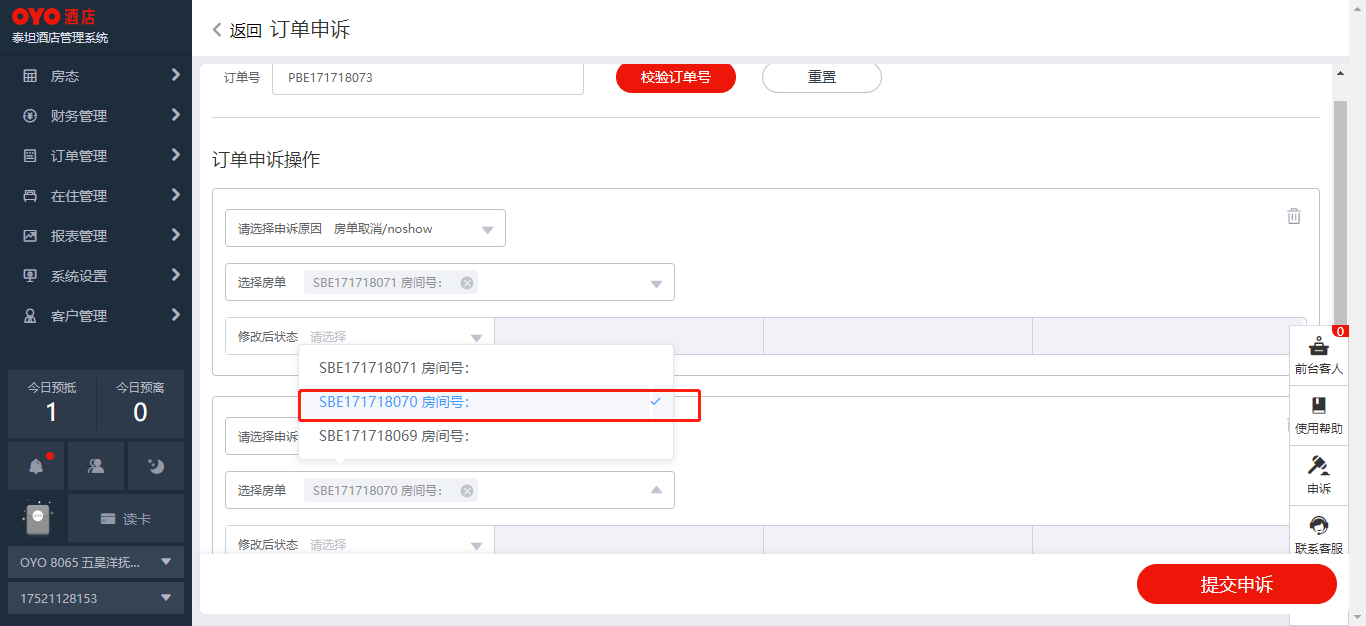 OYO 酒店
泰坦酒店管理系统
房态
财务管理
订单管理
在住管理
报表管理
系统设置
客户管理
今日预抵 今日预离
1 0
读卡
OYO 8065 五昊洋抚...
17521128153
返回 订单申诉
订单号 PBE171718073 校验订单号 重置
订单申诉操作
请选择申诉原因 房单取消/noshow
选择房单 SBE171718071 房间号：
修改后状态 请选择
SBE171718071 房间号：
SBE171718070 房间号：
SBE171718069 房间号：
请选择申诉
选择房单 SBE171718070 房间号：
修改后状态 请选择
0
前台客人
使用帮助
申诉
联系客服
提交申诉